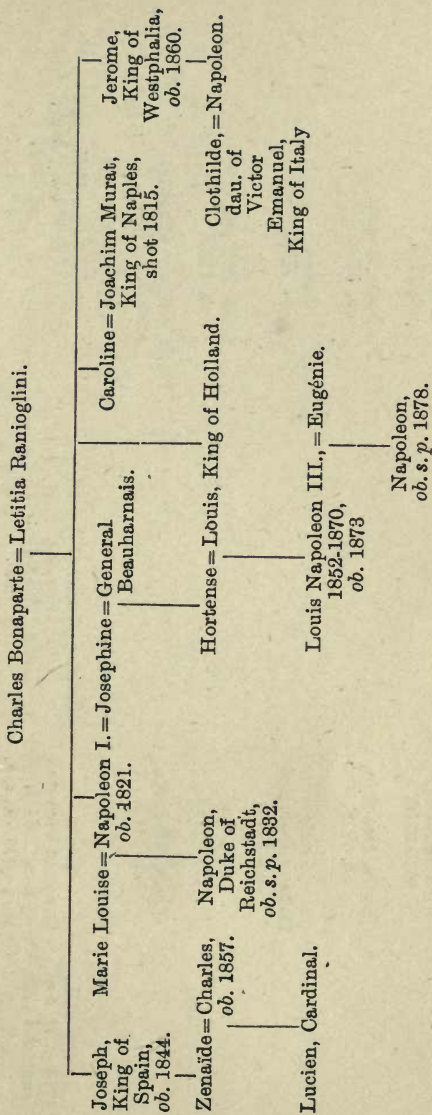 Charles Bonaparte=Letitia Ranioglini.
Joseph,
King of
Spain,
ob. 1844.
Marie Louise=Napoleon I.=Josephine=General
ob. 1821.
Beauharnais.
Caroline=Joachim Murat,
King of Naples,
shot 1815.
Jerome,
King of
Westphalia,
ob. 1860.
Zenaïde=Charles,
ob. 1857.
Napoleon,
Duke of
Reichstadt,
ob. s. p. 1832.
Hortense=Louis, King of Holland.
Clothilde,=Napoleon.
dau. of
Victor
Emanuel,
King of Italy
Lucien, Cardinal.
Louis Napoleon III.,=Eugénie.
1852-1870,
ob. 1873
Napoleon,
ob. s. p. 1878.